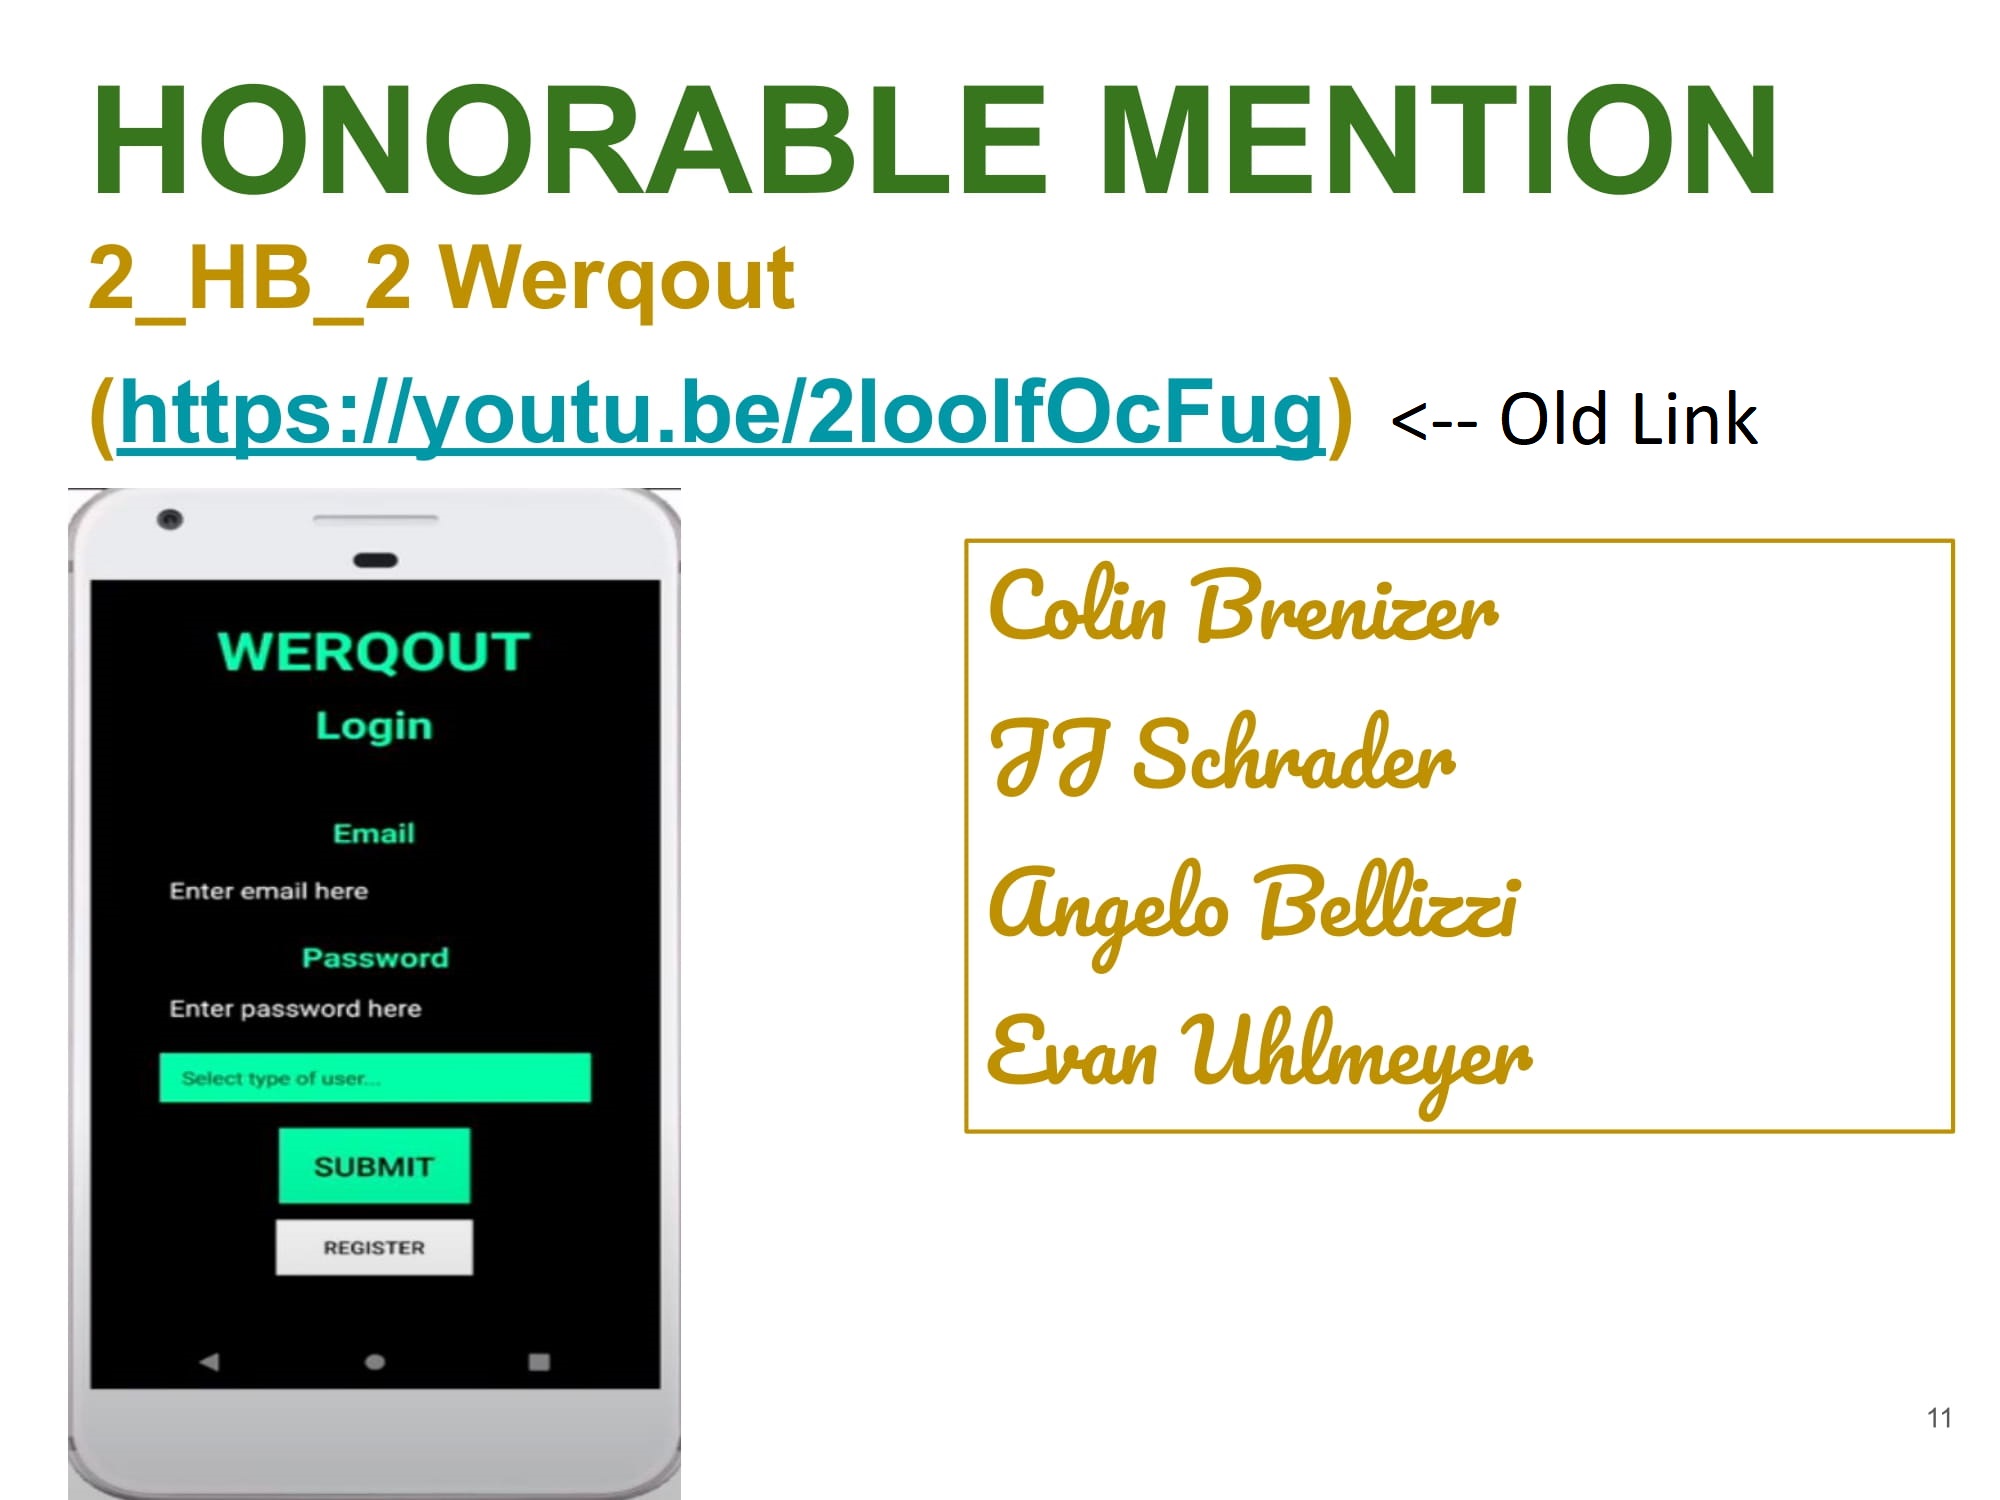 HONORABLE MENTION
2_HB_2 Werqout
(https://youtu.be/2IooIfOcFug) <-- Old Link
WERQOUT
Login
Email
Enter email here
Password
Enter password here
Select type of user...
SUBMIT
REGISTER
Colin Brenizer
JJ Schrader
Angelo Bellizzi
Evan Uhlmeyer
11